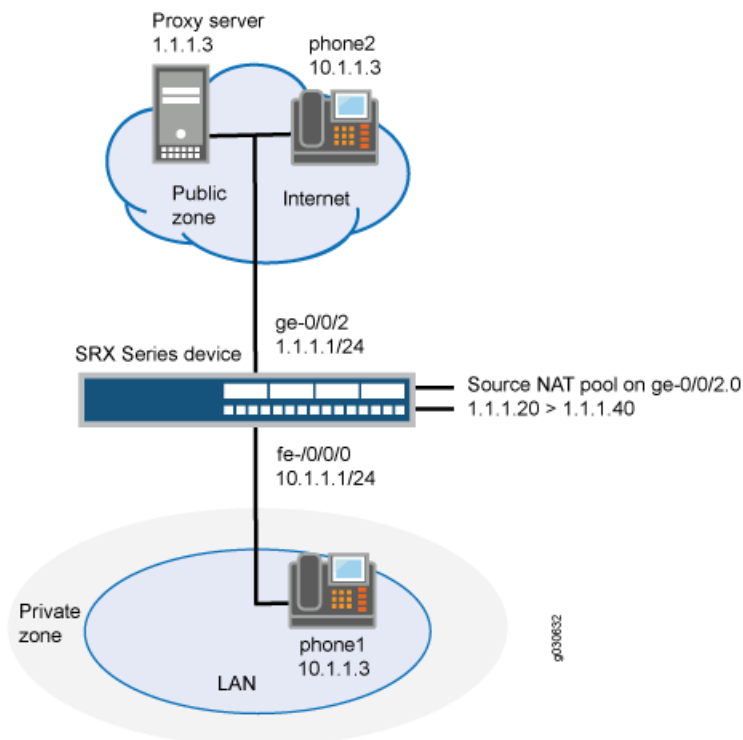 Proxy server
1.1.1.3
phone2
10.1.1.3
Public
zone
Internet
ge-0/0/2
1.1.1.1/24
SRX Series device
Source NAT pool on ge-0/0/2.0
1.1.1.20 > 1.1.1.40
fe-/0/0/0
10.1.1.1/24
Private
zone
phone1
10.1.1.3
LAN
g030632